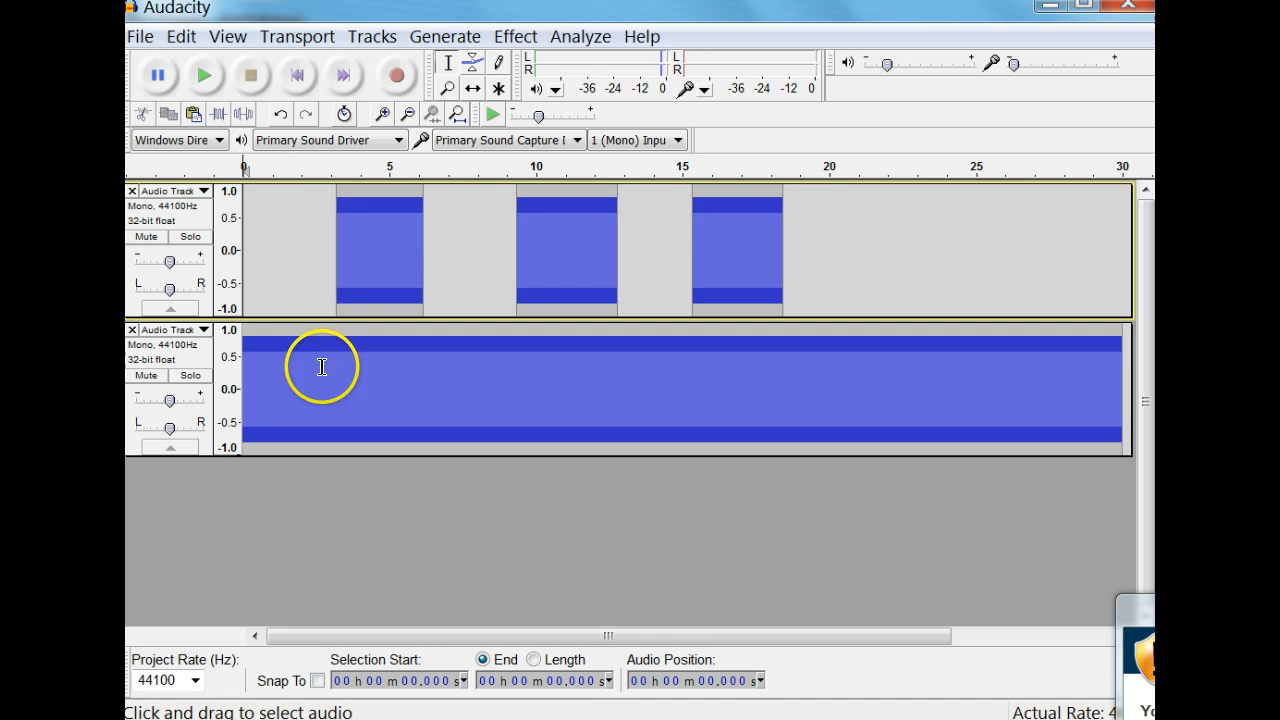 Audacity
File Edit View Transport Tracks Generate Effect Analyze Help
L
R
L
R
-36 -24 -12 0
-36 -24 -12 0
- +
- +
- +
Windows Dire
Primary Sound Driver
Primary Sound Capture
1 (Mono) Inpu
0 5 10 15 20 25 30
Audio Track
Mono, 44100Hz
32-bit float
Mute Solo
- +
L R
1.0
0.5
0.0
-0.5
-1.0
Audio Track
Mono, 44100Hz
32-bit float
Mute Solo
- +
L R
1.0
0.5
0.0
-0.5
-1.0
Project Rate (Hz):
44100
Snap To
Selection Start:
00 h 00 m 00.000 s
End Length
00 h 00 m 00.000 s
Audio Position:
00 h 00 m 00.000 s
Click and drag to select audio
Actual Rate: 4